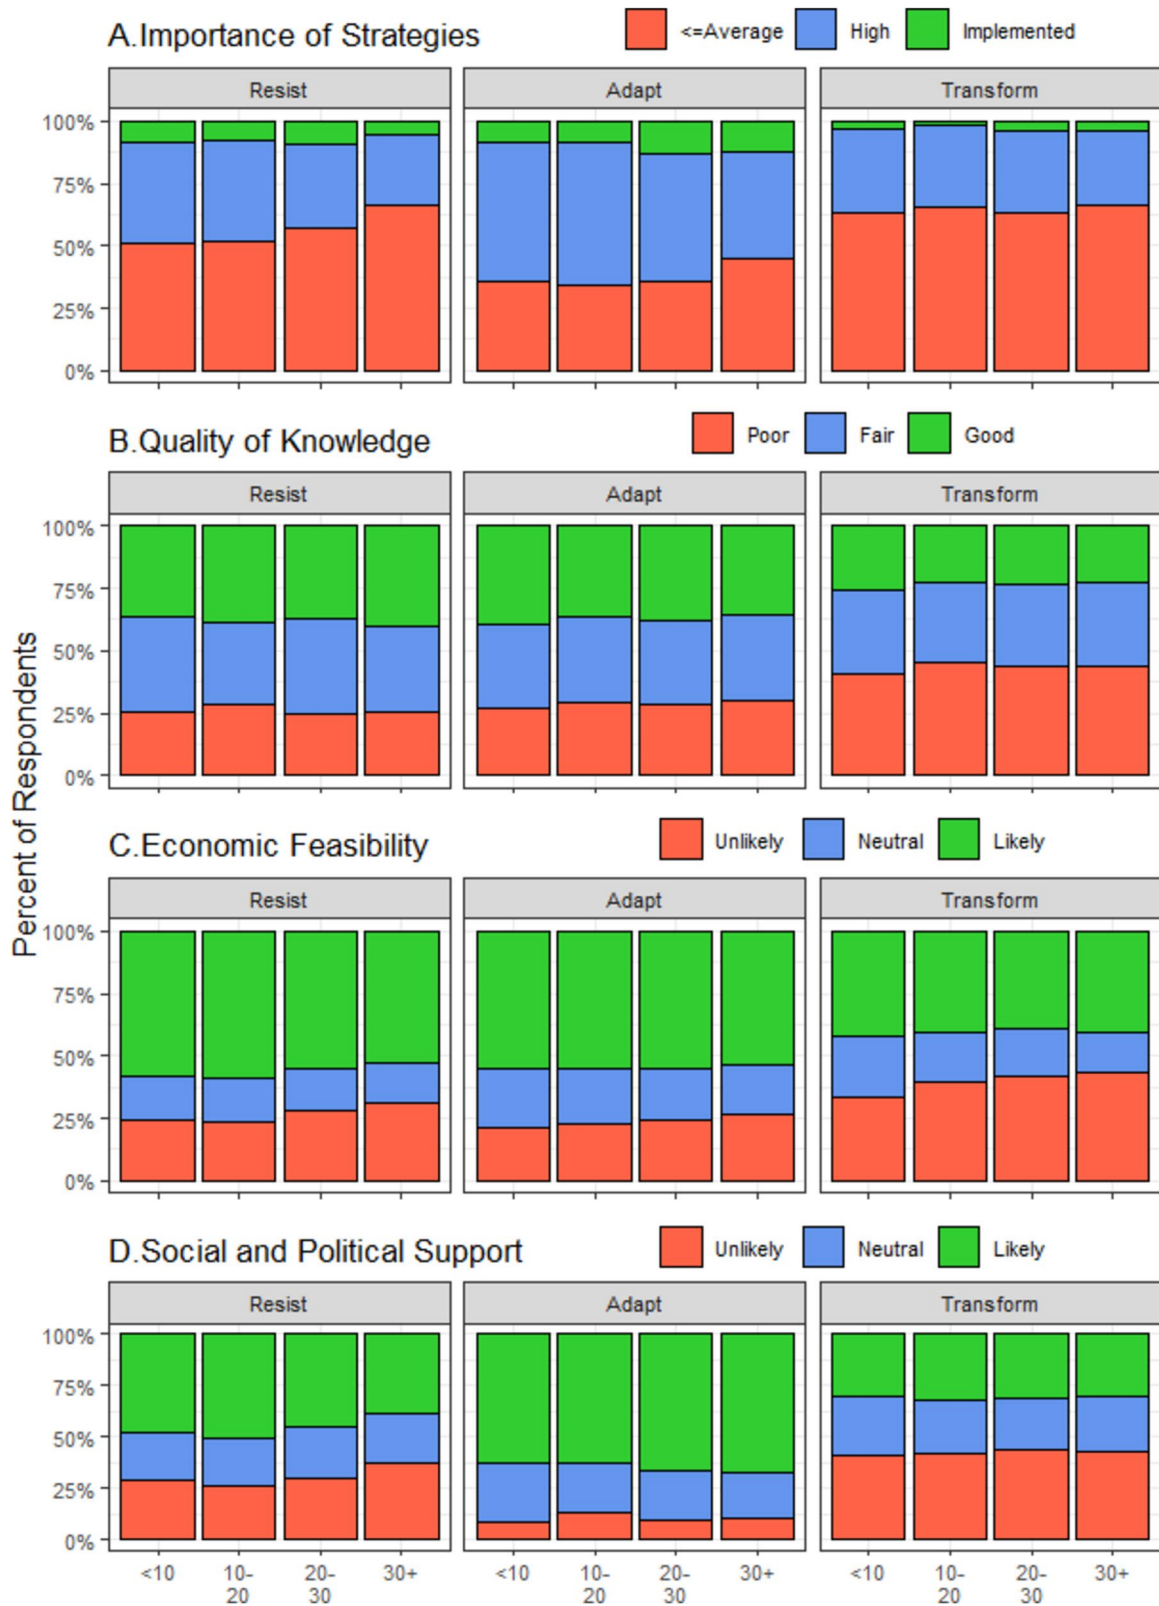 A.Importance of Strategies
<=Average High Implemented
Resist Adapt Transform
100%
75%
50%
25%
0%
B.Quality of Knowledge
Poor Fair Good
Resist Adapt Transform
100%
75%
50%
25%
0%
Percent of Respondents
C.Economic Feasibility
Unlikely Neutral Likely
Resist Adapt Transform
100%
75%
50%
25%
0%
D.Social and Political Support
Unlikely Neutral Likely
Resist Adapt Transform
100%
75%
50%
25%
0%
<10 10- 20- 30+ <10 10- 20- 30+ <10 10- 20- 30+
20 30 20 30 20 30